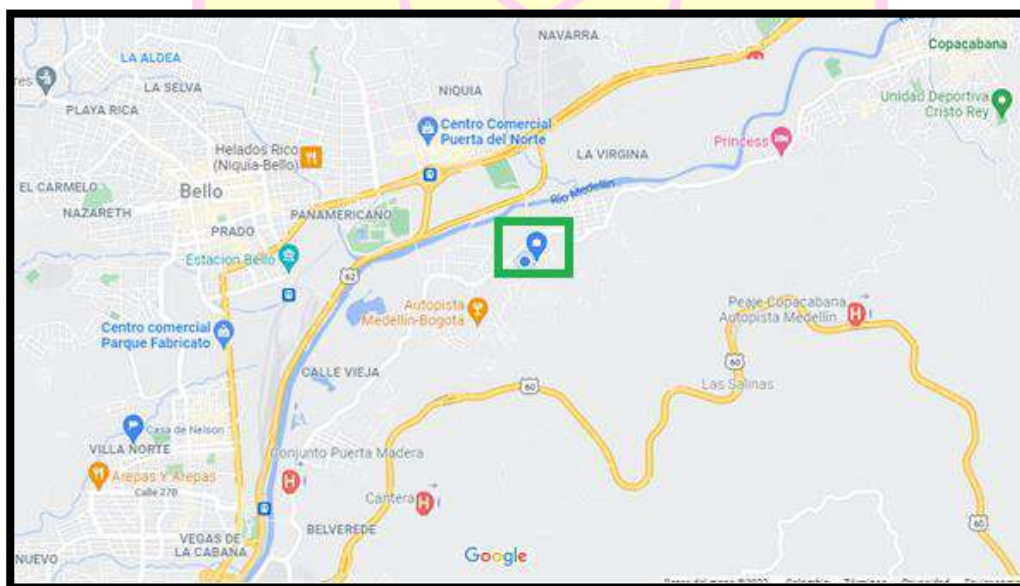 NAVARRA
Copacabana
LA ALDEA
LA SELVA
NIQUIA
PLAYA RICA
Unidad Deportiva
Cristo Rey
Centro Comercial
Puerta del Norte
Princess
Helados Rico
(Niquia-Bello)
LA VIRGINA
EL CARMELO
Bello
Rio Medellin
NAZARETH
PANAMERICANO
PRADO
Estacion Bello
62
Autopista
Medellin-Bogota
Peaje Copacabana
Autopista Medellin
Centro comercial
Parque Fabricato
60
CALLE VIEJA
60
Las Salinas
Casa de Nelson
VILLA NORTE
Conjunto Puerta Madera
Arepas Y Arepas
Calle 27B
Cantera
60
BELVEREDE
VEGAS DE
LA CABANA
NUEVO
Google